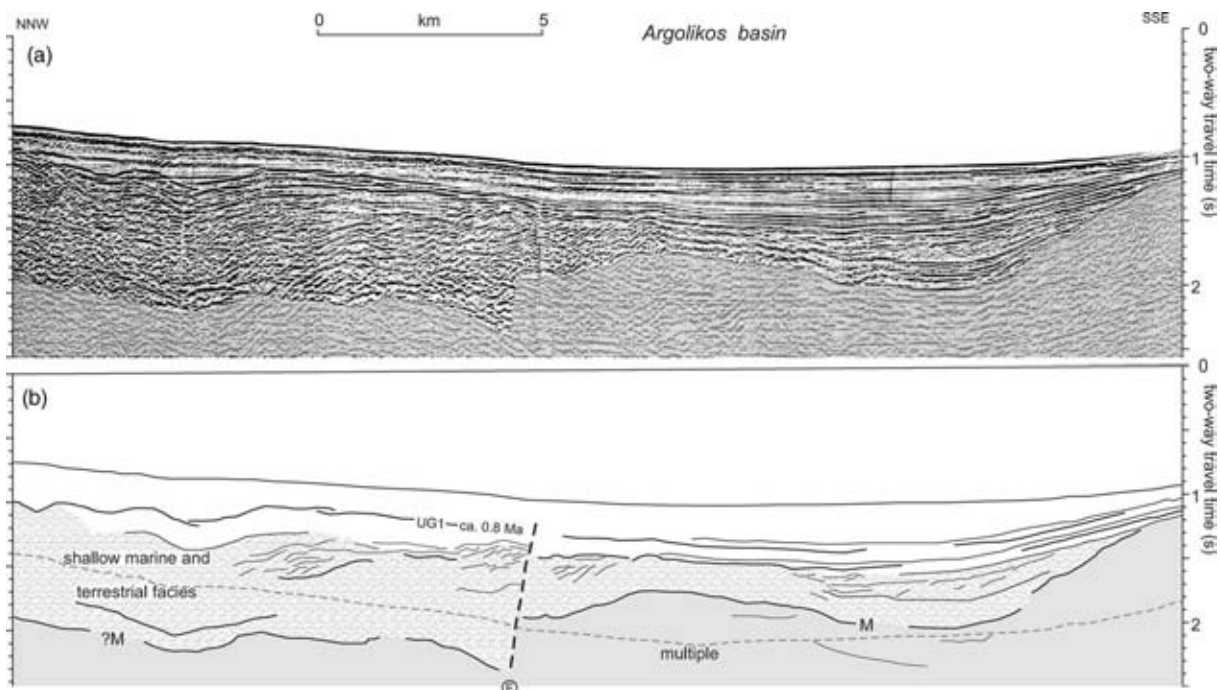 NNW
0 km 5
Argolikos basin
SSE
(a)
0
1
2
two-way travel time (s)
(b)
0
1
2
two-way travel time (s)
UG1—ca. 0.8 Ma
shallow marine and
terrestrial facies
?M
M
multiple